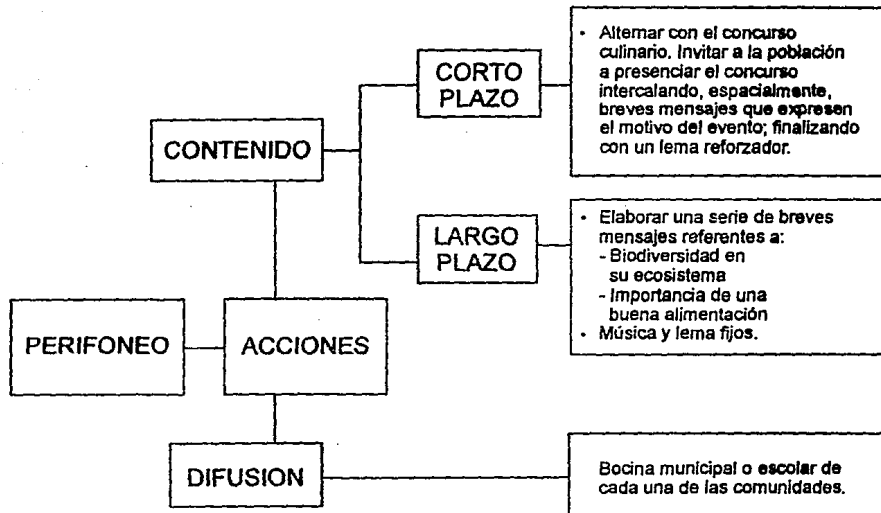 PERIFONEO
ACCIONES
CONTENIDO
CORTO
PLAZO
• Alternar con el concurso
culinario. Invitar a la población
a presenciar el concurso
intercalando, espacialmente,
breves mensajes que expresen
el motivo del evento; finalizando
con un lema reforzador.
LARGO
PLAZO
• Elaborar una serie de breves
mensajes referentes a:
- Biodiversidad en
su ecosistema
- Importancia de una
buena alimentación
• Música y lema fijos.
DIFUSION
Bocina municipal o escolar de
cada una de las comunidades.